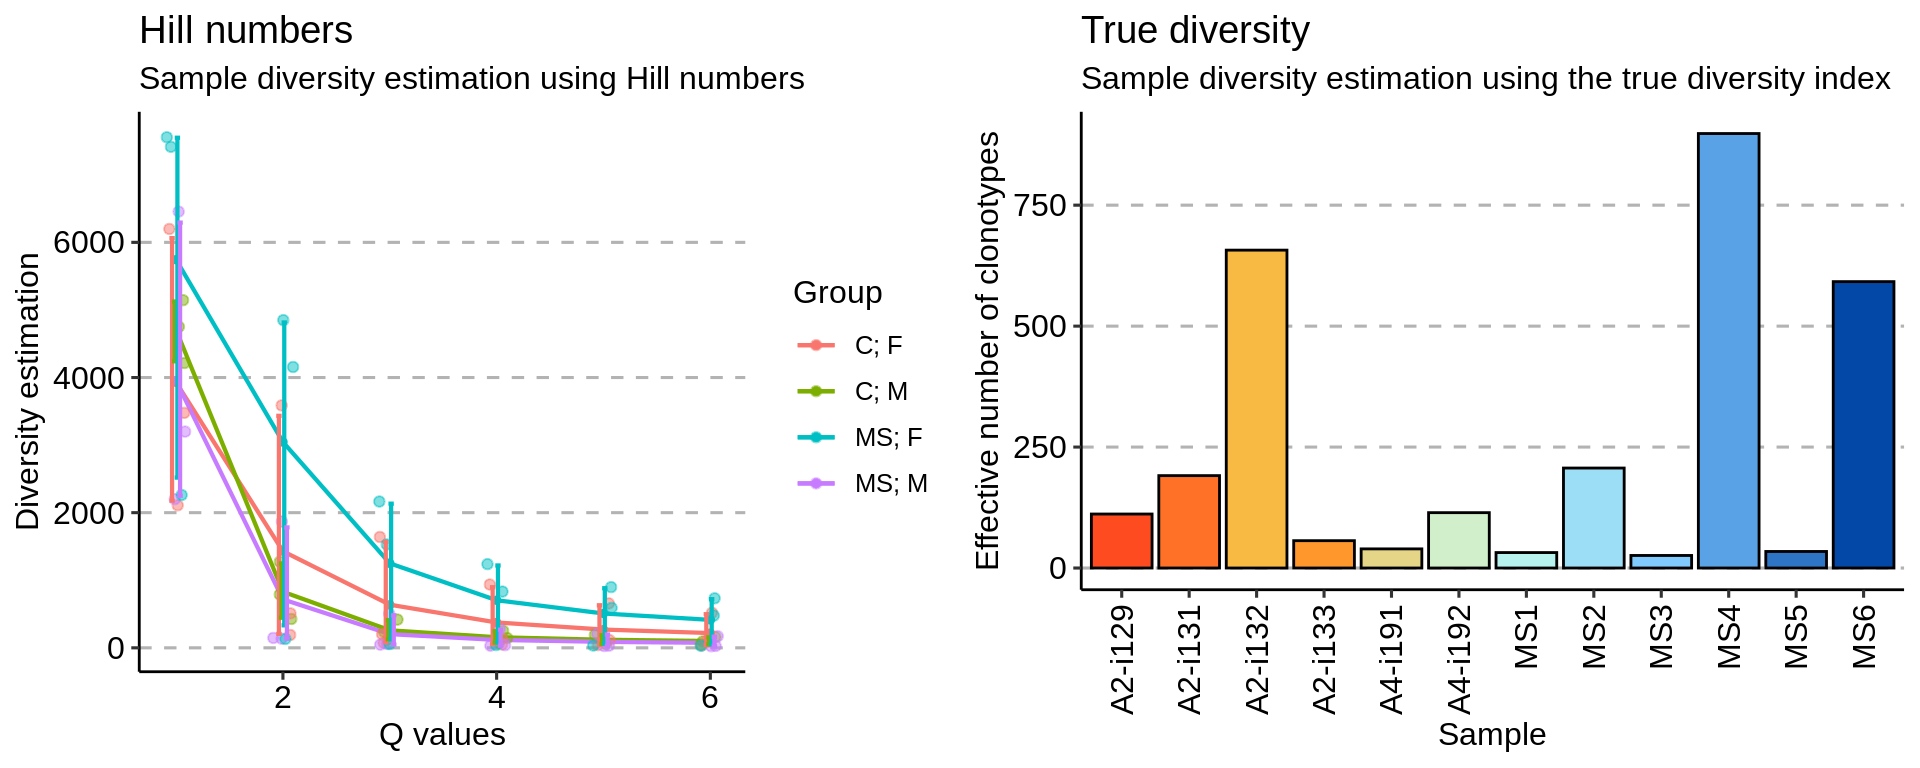 Hill numbers
Sample diversity estimation using Hill numbers
Diversity estimation
6000
4000
2000
0
2
4
6
Q values
Group
C; F
C; M
MS; F
MS; M
True diversity
Sample diversity estimation using the true diversity index
Effective number of clonotypes
750
500
250
0
A2-i129
A2-i131
A2-i132
A2-i133
A4-i191
A4-i192
MS1
MS2
MS3
MS4
MS5
MS6
Sample